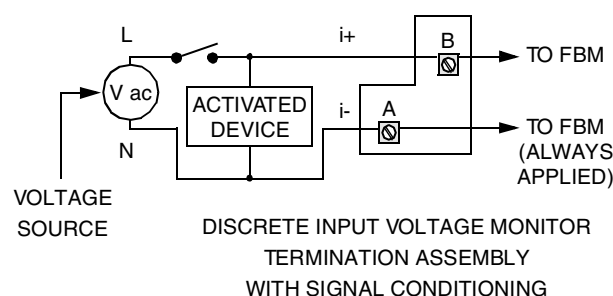 L
i+
B
TO FBM
V ac
ACTIVATED
DEVICE
i-
A
N
TO FBM
(ALWAYS
APPLIED)
VOLTAGE
SOURCE
DISCRETE INPUT VOLTAGE MONITOR
TERMINATION ASSEMBLY
WITH SIGNAL CONDITIONING